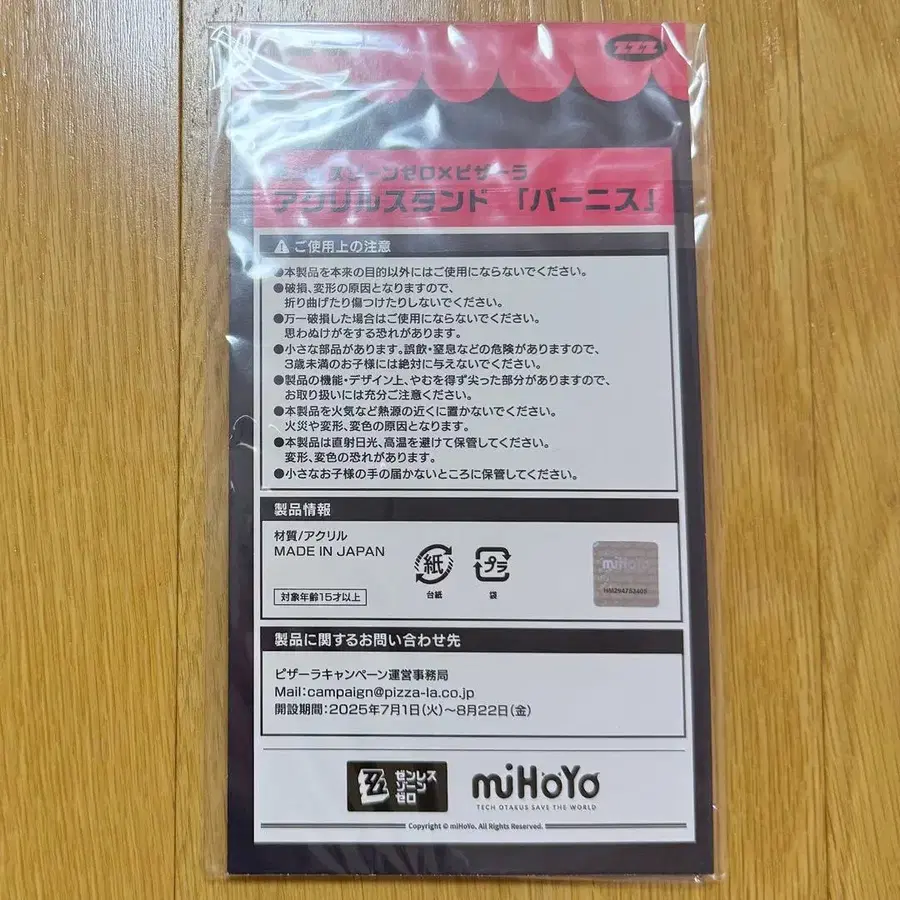 ゼンレスゾーンゼロ×ピザーラ
アクリルスタンド 「バーニス」
ご使用上の注意
●本製品を本来の目的以外にはご使用にならないでください。
●破損、変形の原因となりますので、
折り曲げたり傷つけたりしないでください。
●万一破損した場合はご使用にならないでください。
思わぬけがをする恐れがあります。
●小さな部品があります。誤飲・窒息などの危険がありますので、
3歳未満のお子様には絶対に与えないでください。
●製品の機能・デザイン上、やむを得ず尖った部分がありますので、
お取り扱いには充分ご注意ください。
●本製品を火気など熱源の近くに置かないでください。
火災や変形、変色の原因となります。
●本製品は直射日光、高温を避けて保管してください。
変形、変色の恐れがあります。
●小さなお子様の手の届かないところに保管してください。
製品情報
材質/アクリル
MADE IN JAPAN
紙
台紙
プラ
袋
miHoYo
対象年齢15才以上
製品に関するお問い合わせ先
ピザーラキャンペーン運営事務局
Mail:campaign@pizza-la.co.jp
開設期間:2025年7月1日(火)〜8月22日(金)
ゼンレス
ゾーン
ゼロ
miHoYo
TECH OTAKUS SAVE THE WORLD
Copyright © miHoYo. All Rights Reserved.